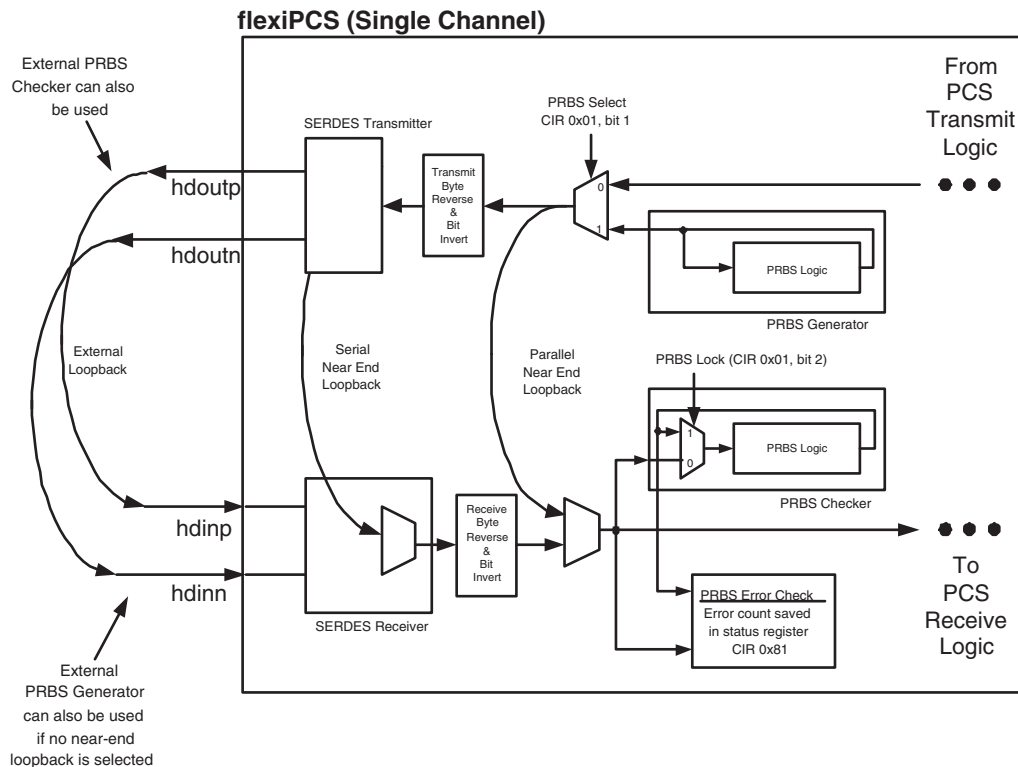 flexiPCS (Single Channel)
External PRBS
Checker can also
be used
SERDES Transmitter
PRBS Select
CIR 0x01, bit 1
From
PCS
Transmit
Logic
hdoutp
Transmit
Byte
Reverse
&
Bit
Invert
0
1
hdoutn
PRBS Logic
PRBS Generator
External
Loopback
Serial
Near End
Loopback
Parallel
Near End
Loopback
PRBS Lock (CIR 0x01, bit 2)
1
0
PRBS Logic
PRBS Checker
hdinp
Receive
Byte
Reverse
&
Bit
Invert
hdinn
SERDES Receiver
PRBS Error Check
Error count saved
in status register
CIR 0x81
To
PCS
Receive
Logic
External
PRBS Generator
can also be used
if no near-end
loopback is selected